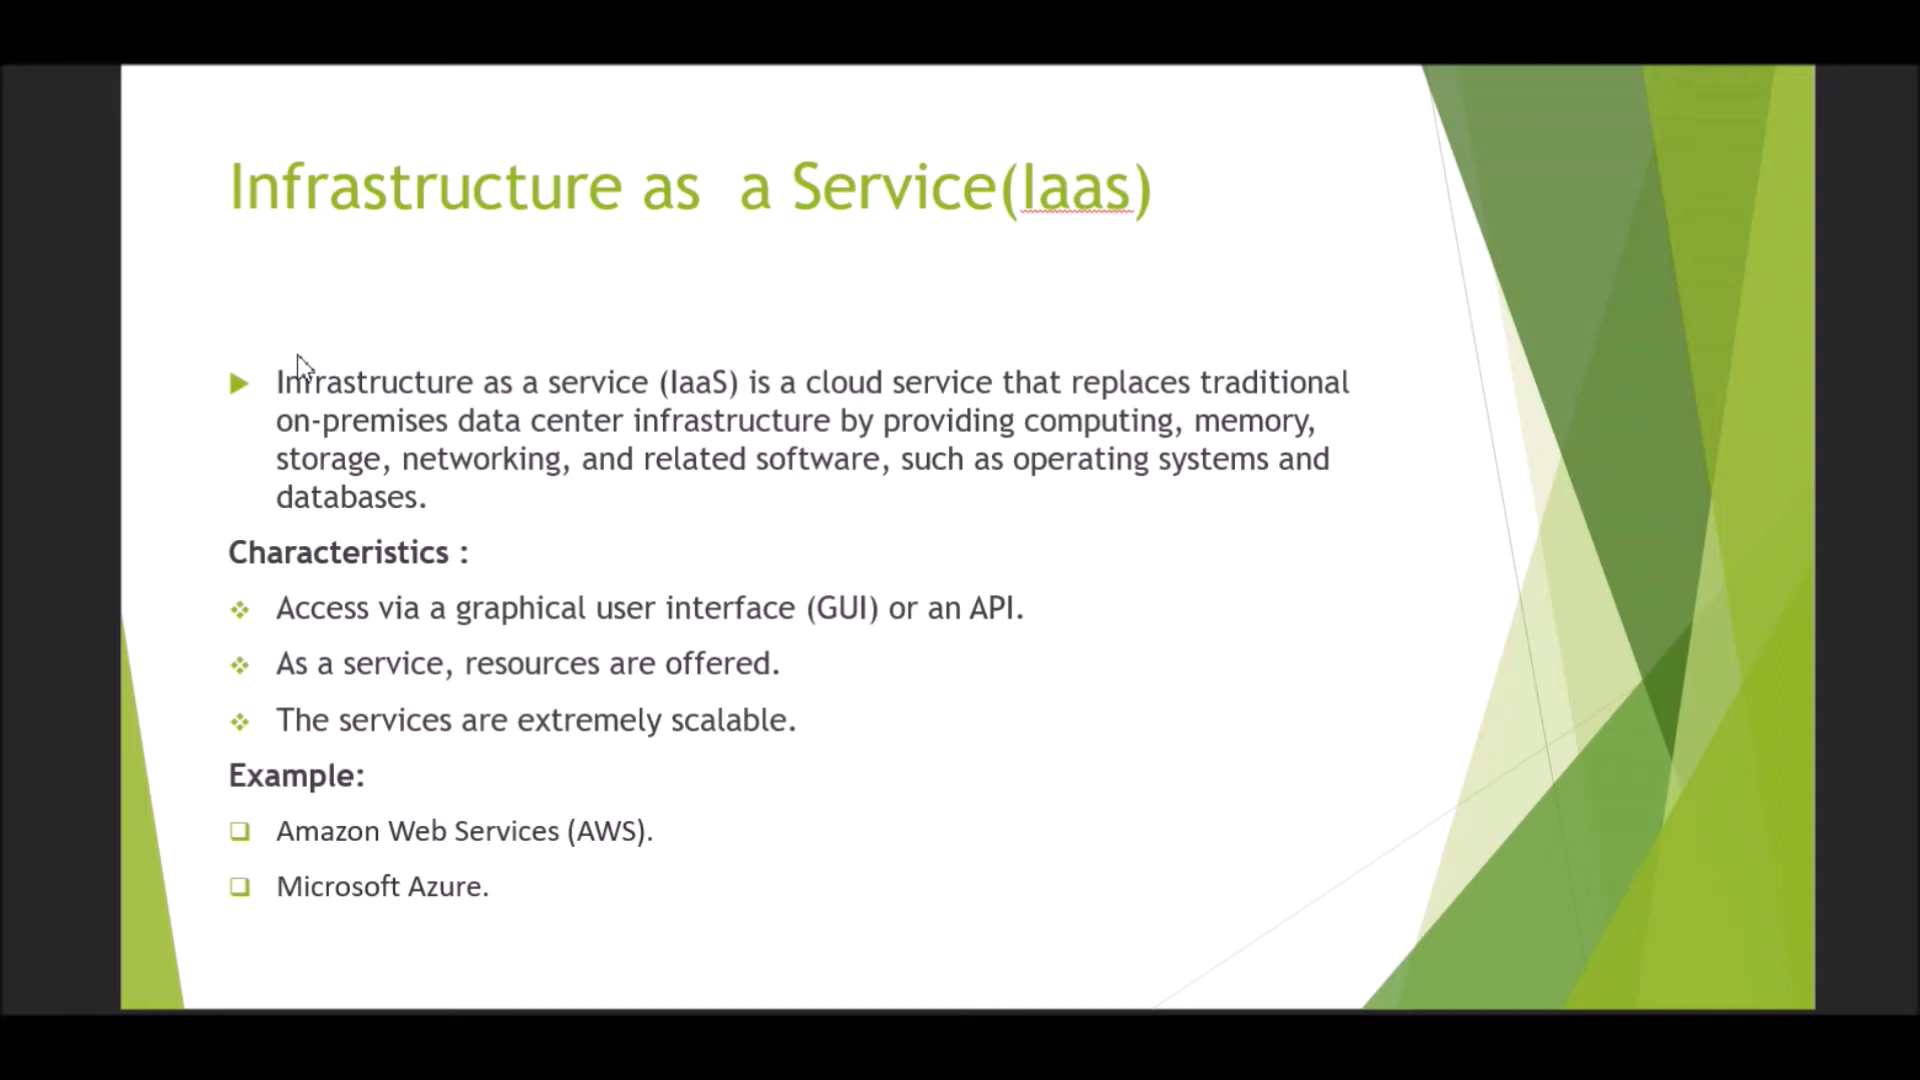 Infrastructure as  a Service(Iaas)
Infrastructure as a service (IaaS) is a cloud service that replaces traditional
on-premises data center infrastructure by providing computing, memory,
storage, networking, and related software, such as operating systems and
databases.
Characteristics :
Access via a graphical user interface (GUI) or an API.
As a service, resources are offered.
The services are extremely scalable.
Example:
Amazon Web Services (AWS).
Microsoft Azure.